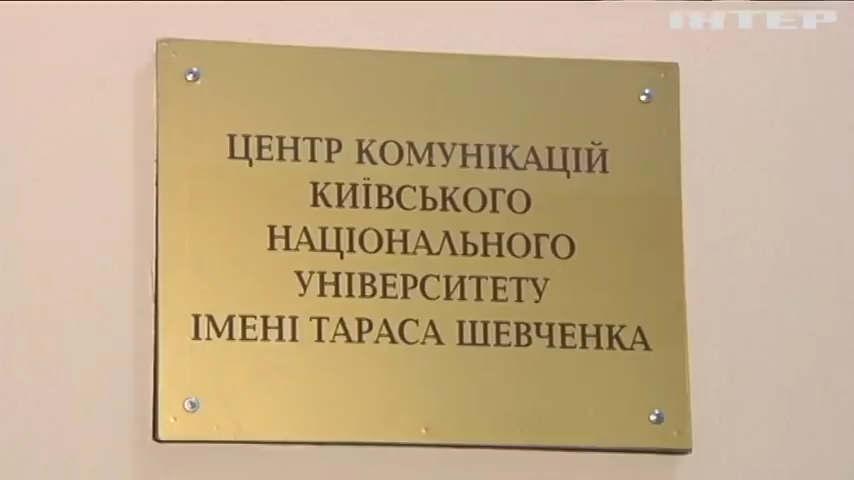 ІНТЕР
ЦЕНТР КОМУНІКАЦІЙ
КИЇВСЬКОГО
НАЦІОНАЛЬНОГО
УНІВЕРСИТЕТУ
ІМЕНІ ТАРАСА ШЕВЧЕНКА